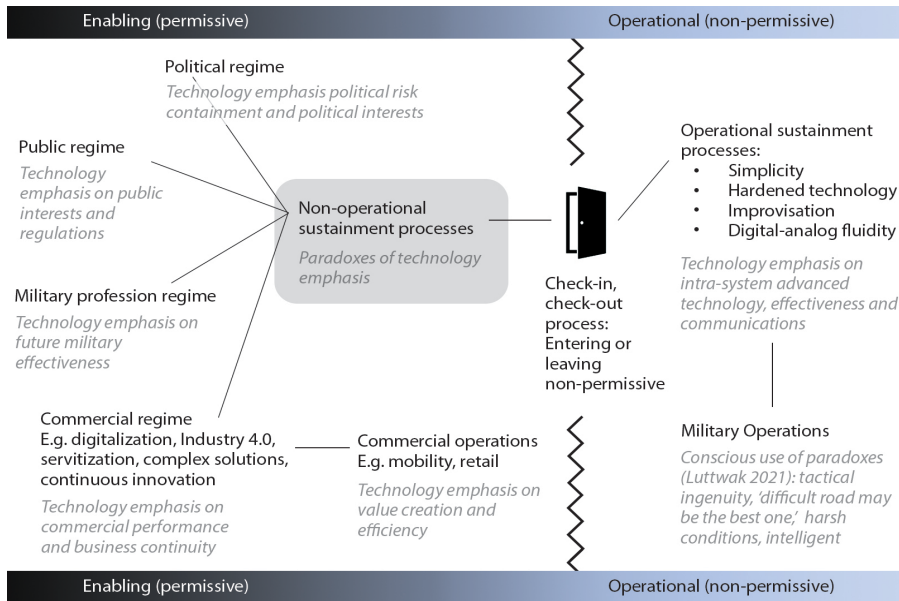 Enabling (permissive)
Operational (non-permissive)
Political regime
Technology emphasis political risk
containment and political interests
Public regime
Technology
emphasis on public
interests and
regulations
Military profession regime
Technology emphasis on
future military
effectiveness
Commercial regime
E.g. digitalization, Industry 4.0,
servitization, complex solutions,
continuous innovation
Technology emphasis on
commercial performance
and business continuity
Non-operational
sustainment processes
Paradoxes of technology
emphasis
Commercial operations
E.g. mobility, retail
Technology emphasis on
value creation and
efficiency
Check-in,
check-out
process:
Entering or
leaving
non-permissive
Operational sustainment
processes:
• Simplicity
• Hardened technology
• Improvisation
• Digital-analog fluidity
Technology emphasis on
intra-system advanced
technology, effectiveness and
communications
Military Operations
Conscious use of paradoxes
(Luttwak 2021): tactical
ingenuity, ‘difficult road may
be the best one,’ harsh
conditions, intelligent
Enabling (permissive)
Operational (non-permissive)